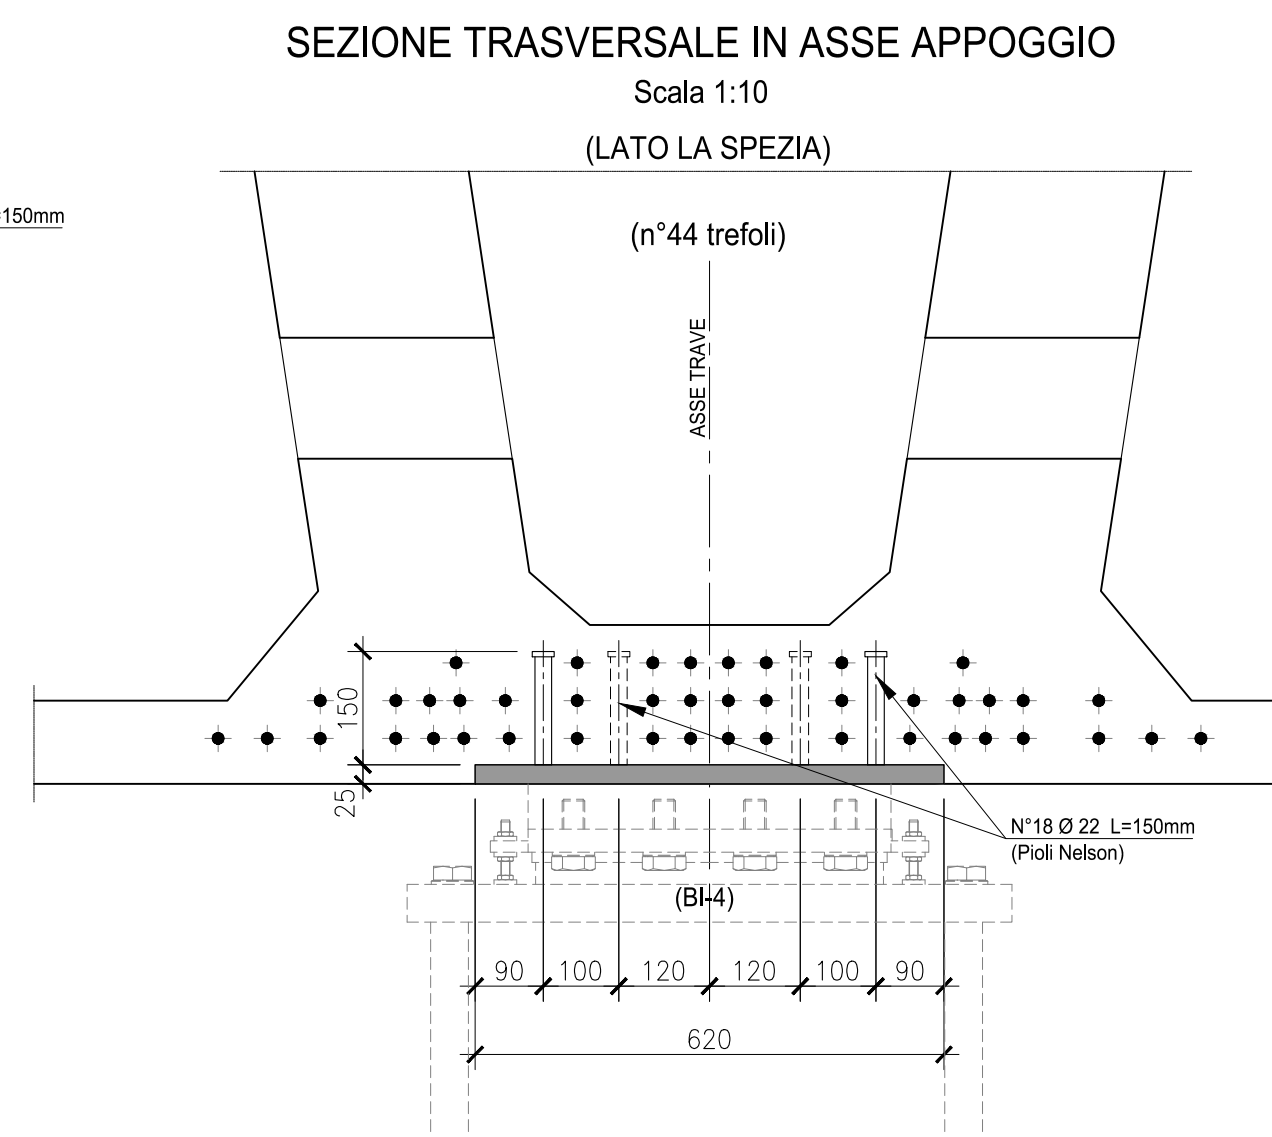 SEZIONE TRASVERSALE IN ASSE APPOGGIO
Scala 1:10
(LATO LA SPEZIA)
=150mm
(n°44 trefoli)
ASSE TRAVE
150
25
N°18 Ø 22 L=150mm
(Pioli Nelson)
(BI-4)
90 100 120 120 100 90
620